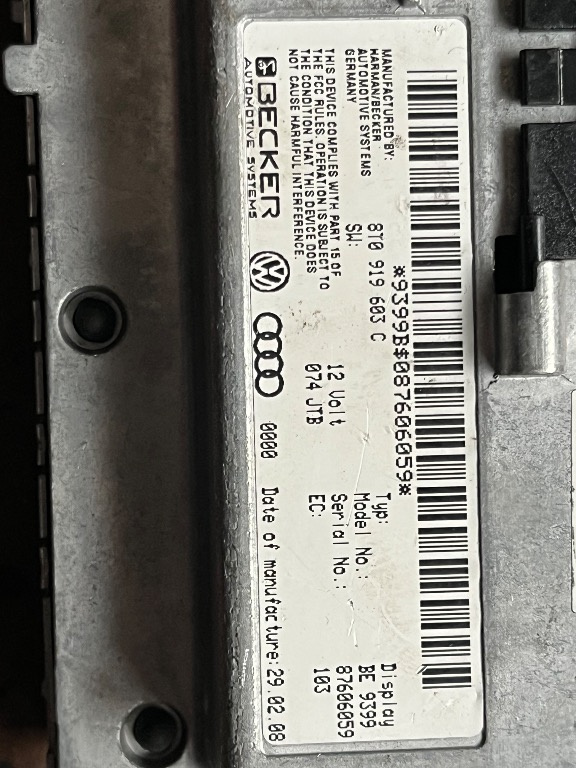 *9399B$087606059*
MANUFACTURED BY:
HARMAN/BECKER
AUTOMOTIVE SYSTEMS
GERMANY
8T0 919 603 C
SW:
Typ: Display
Model No.: BE 9399
Serial No.: 87606059
EC: 103
THIS DEVICE COMPLIES WITH PART 15 OF
THE FCC RULES. OPERATION IS SUBJECT TO
THE CONDITION THAT THIS DEVICE DOES
NOT CAUSE HARMFUL INTERFERENCE.
12 Volt
074 JTB
BECKER
AUTOMOTIVE SYSTEMS
VW
0000 Date of manufacture:29.02.08